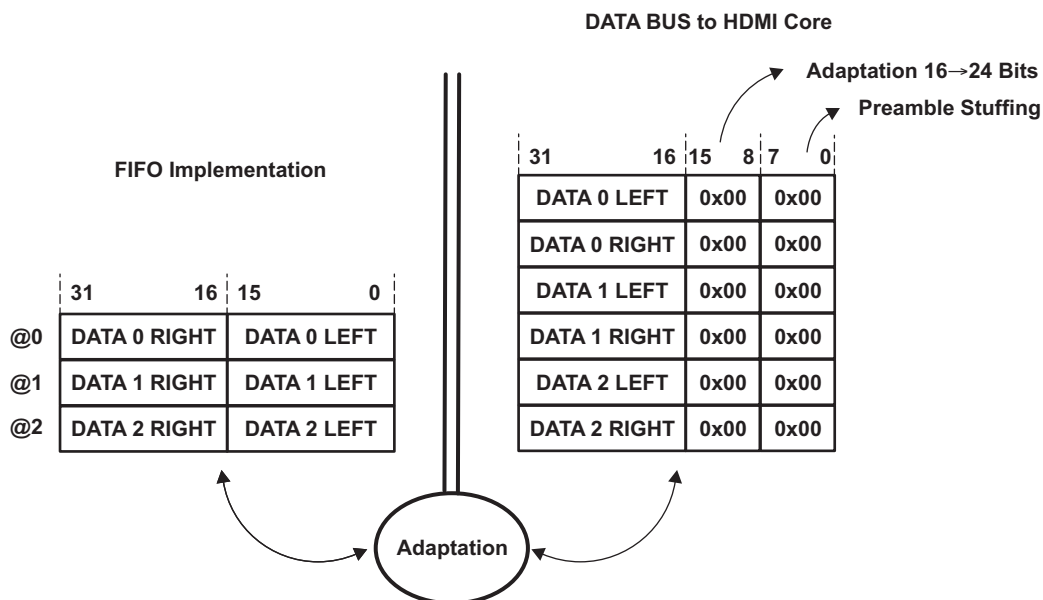 DATA BUS to HDMI Core
Adaptation 16→24 Bits
Preamble Stuffing
FIFO Implementation
31 16 15 8 7 0
DATA 0 LEFT 0x00 0x00
DATA 0 RIGHT 0x00 0x00
DATA 1 LEFT 0x00 0x00
DATA 1 RIGHT 0x00 0x00
DATA 2 LEFT 0x00 0x00
DATA 2 RIGHT 0x00 0x00
31 16 15 0
@0 DATA 0 RIGHT DATA 0 LEFT
@1 DATA 1 RIGHT DATA 1 LEFT
@2 DATA 2 RIGHT DATA 2 LEFT
Adaptation